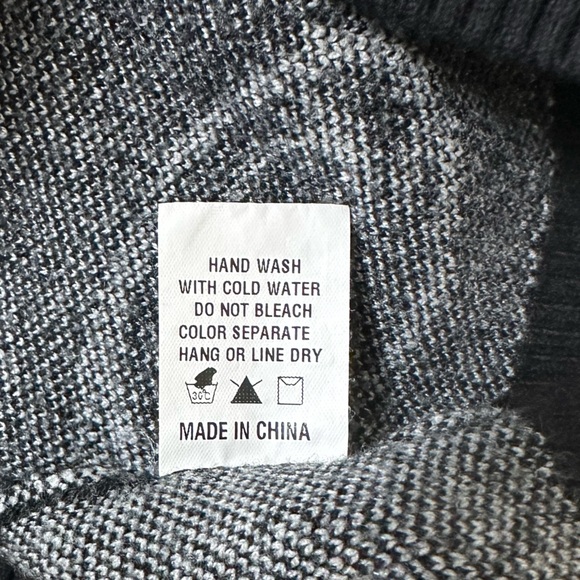 HAND WASH
WITH COLD WATER
DO NOT BLEACH
COLOR SEPARATE
HANG OR LINE DRY
30°C
MADE IN CHINA